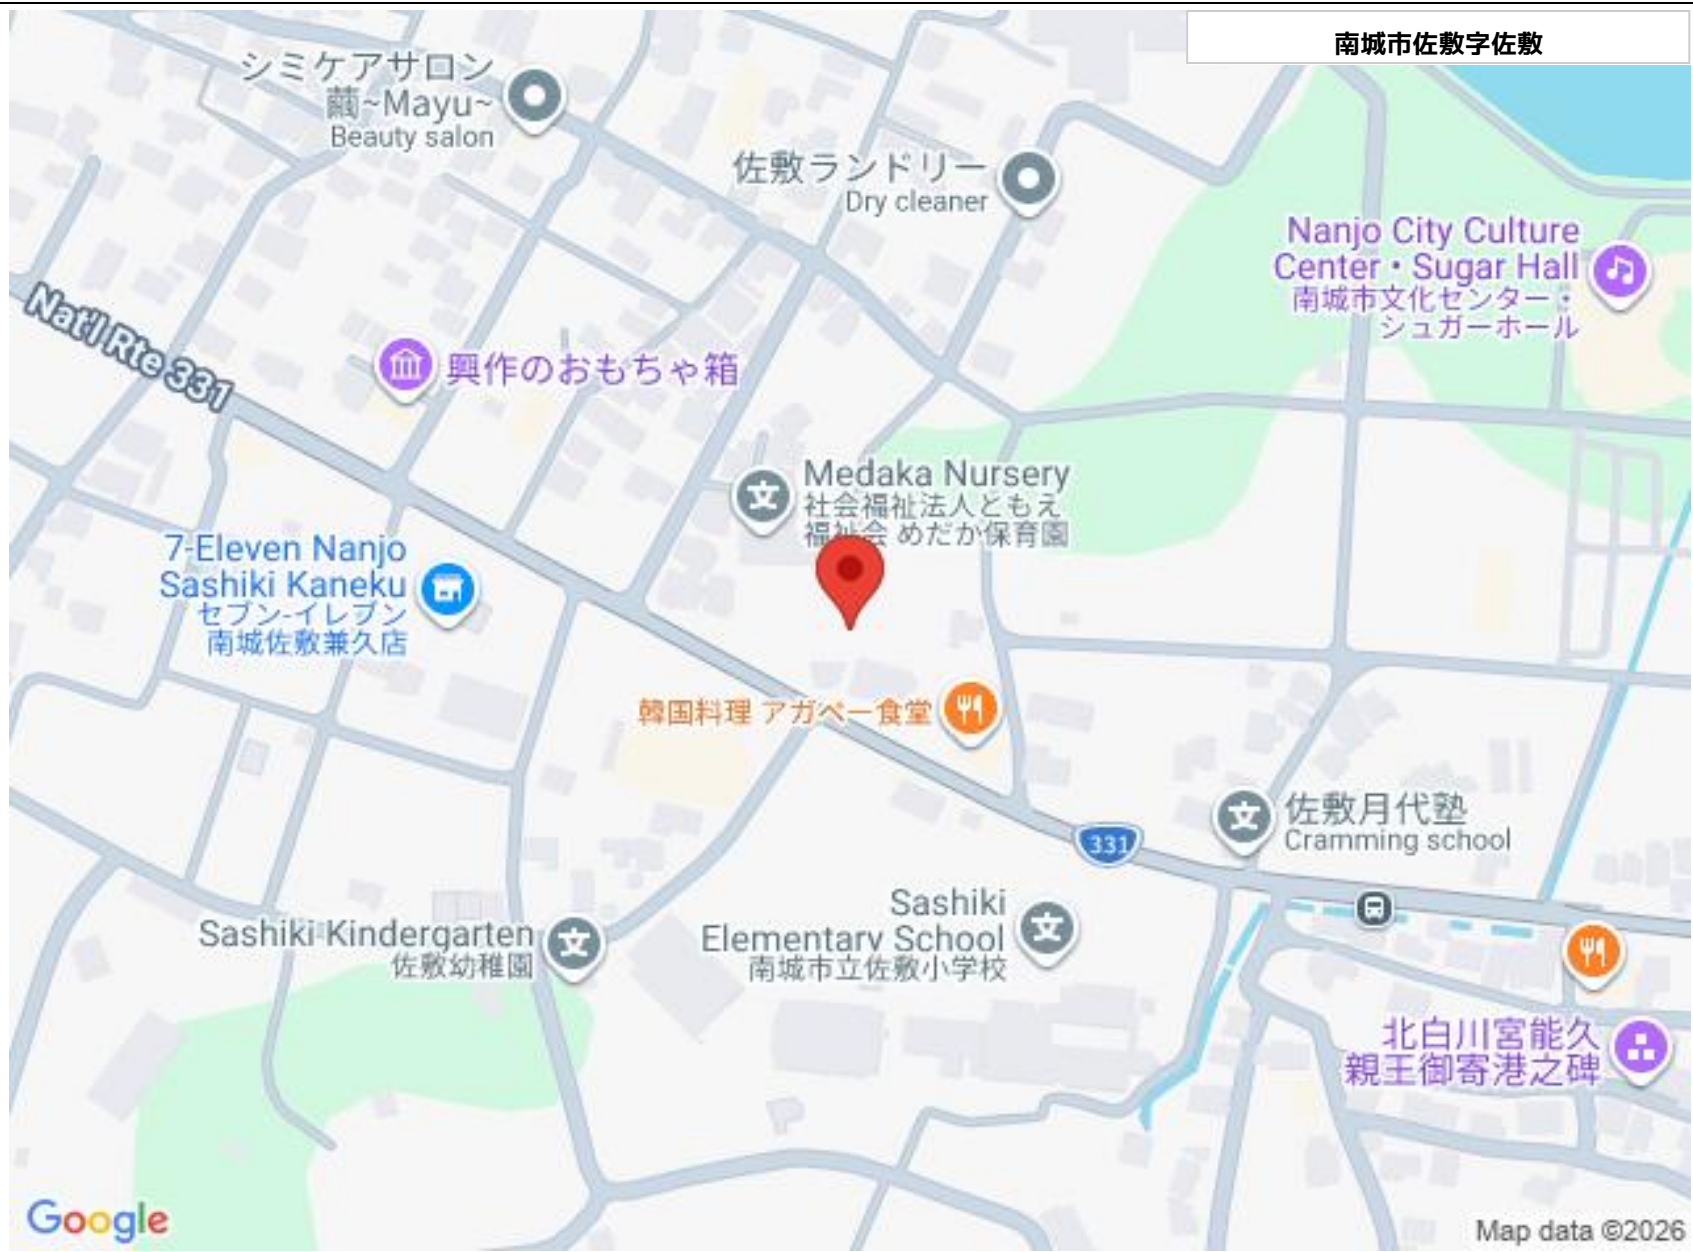 南城市佐敷字佐敷
シミケアサロン
繭~Mayu~
Beauty salon
佐敷ランドリー
Dry cleaner
Nanjo City Culture
Center・Sugar Hall
南城市文化センター・
シュガーホール
Nat'l Rte 331
興作のおもちゃ箱
Medaka Nursery
社会福祉法人ともえ
福祉会 めだか保育園
7-Eleven Nanjo
Sashiki Kaneku
セブン-イレブン
南城佐敷兼久店
韓国料理 アガペー食堂
331
佐敷月代塾
Cramming school
Sashiki
Elementary School
南城市立佐敷小学校
Sashiki Kindergarten
佐敷幼稚園
北白川宮能久
親王御寄港之碑
Google
Map data ©2026